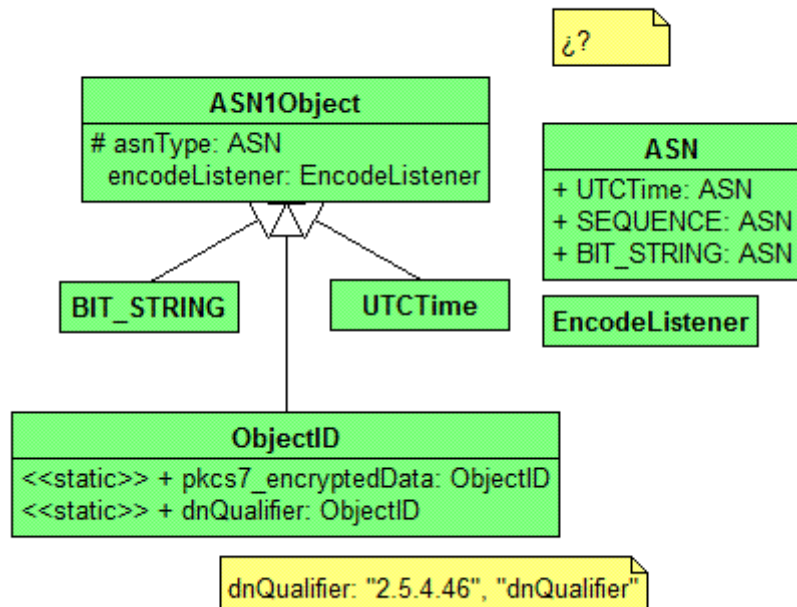 ¿?
ASN1Object
# asnType: ASN
encodeListener: EncodeListener
ASN
+ UTCTime: ASN
+ SEQUENCE: ASN
+ BIT_STRING: ASN
BIT_STRING
UTCTime
EncodeListener
ObjectID
<<static>> + pkcs7_encryptedData: ObjectID
<<static>> + dnQualifier: ObjectID
dnQualifier: "2.5.4.46", "dnQualifier"